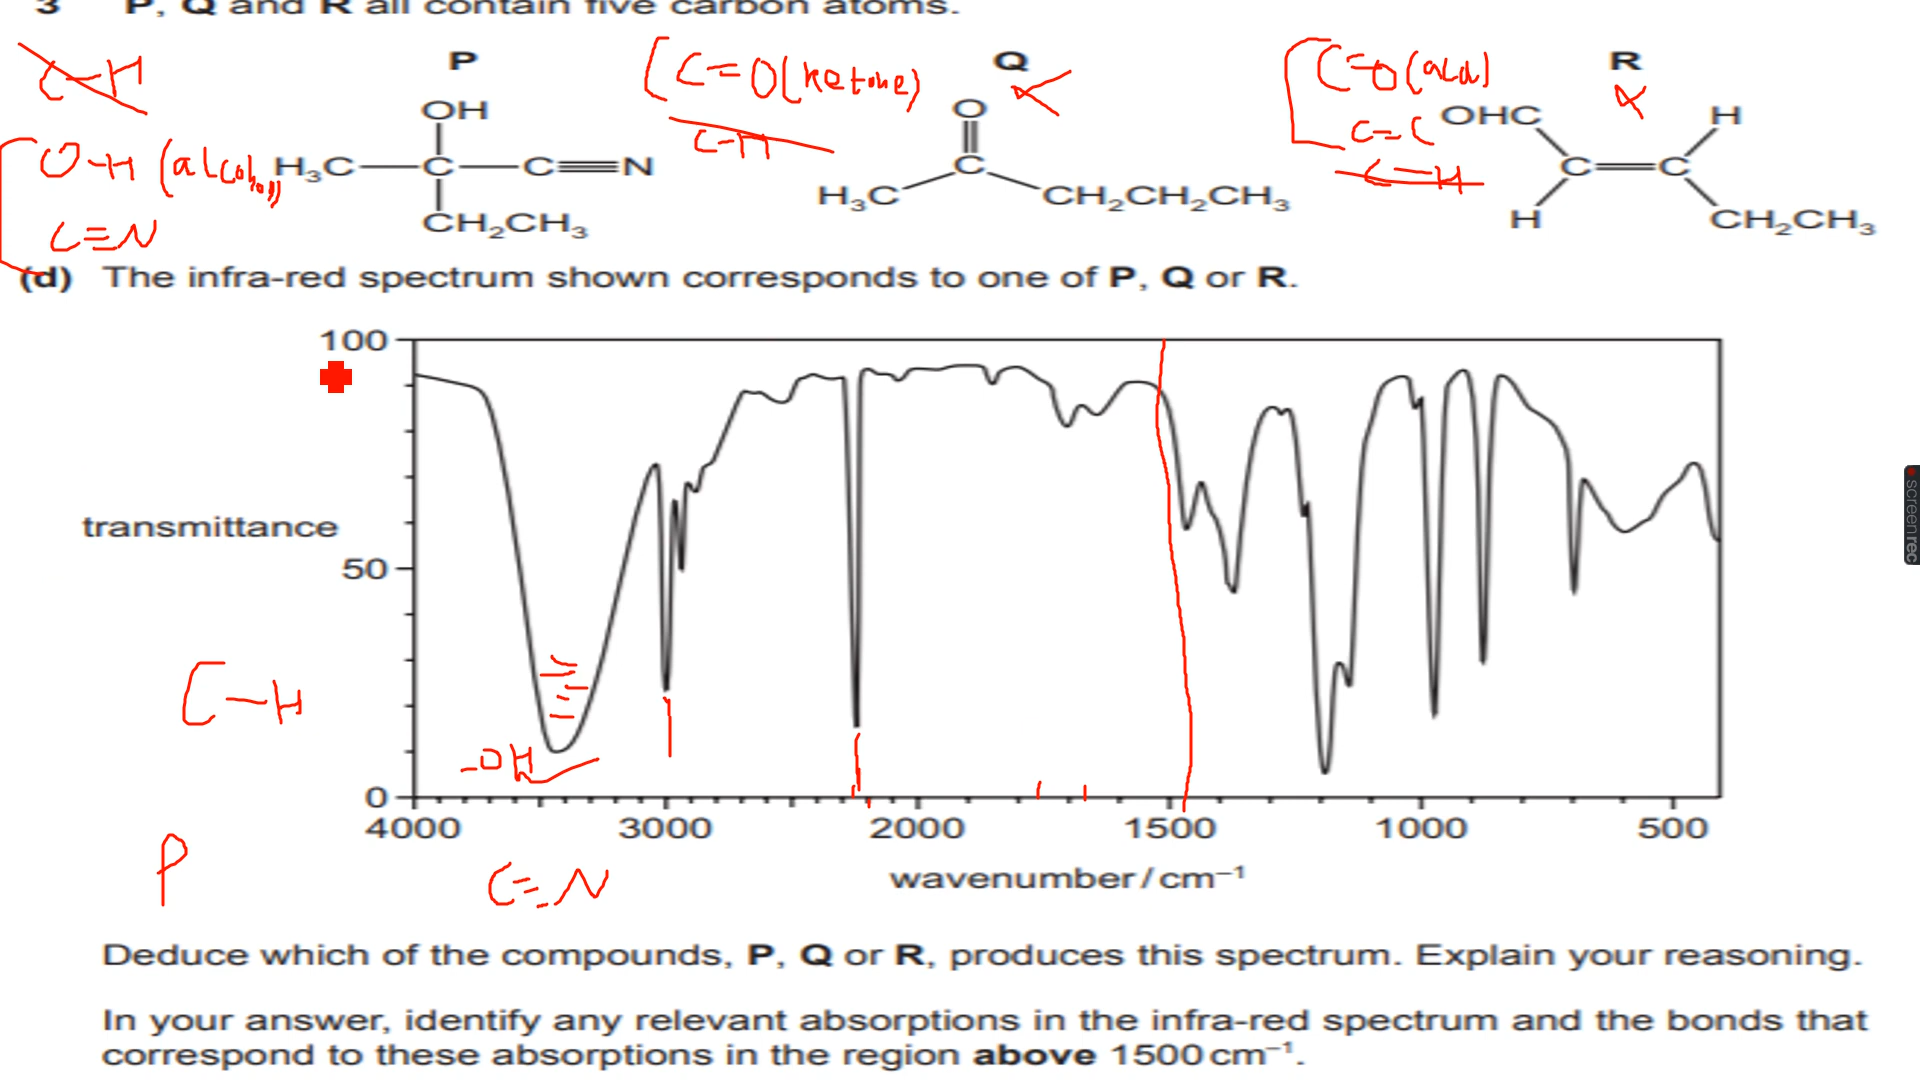 3 P, Q and R all contain five carbon atoms.
C-H
P
C=O (ketone)
Q
C=O (ald)
R
OH
O
OHC
H
C-H
C=C
O-H (alcohol)
H₃C
C
C≡N
C
H₃C
CH₂CH₂CH₃
C-H
C=C
C≡N
CH₂CH₃
H
CH₂CH₃
(d) The infra-red spectrum shown corresponds to one of P, Q or R.
100
transmittance
50
C-H
-OH
0
4000 3000 2000 1500 1000 500
P
C≡N
wavenumber/cm⁻¹
Deduce which of the compounds, P, Q or R, produces this spectrum. Explain your reasoning.
In your answer, identify any relevant absorptions in the infra-red spectrum and the bonds that
correspond to these absorptions in the region above 1500 cm⁻¹.
screenrec